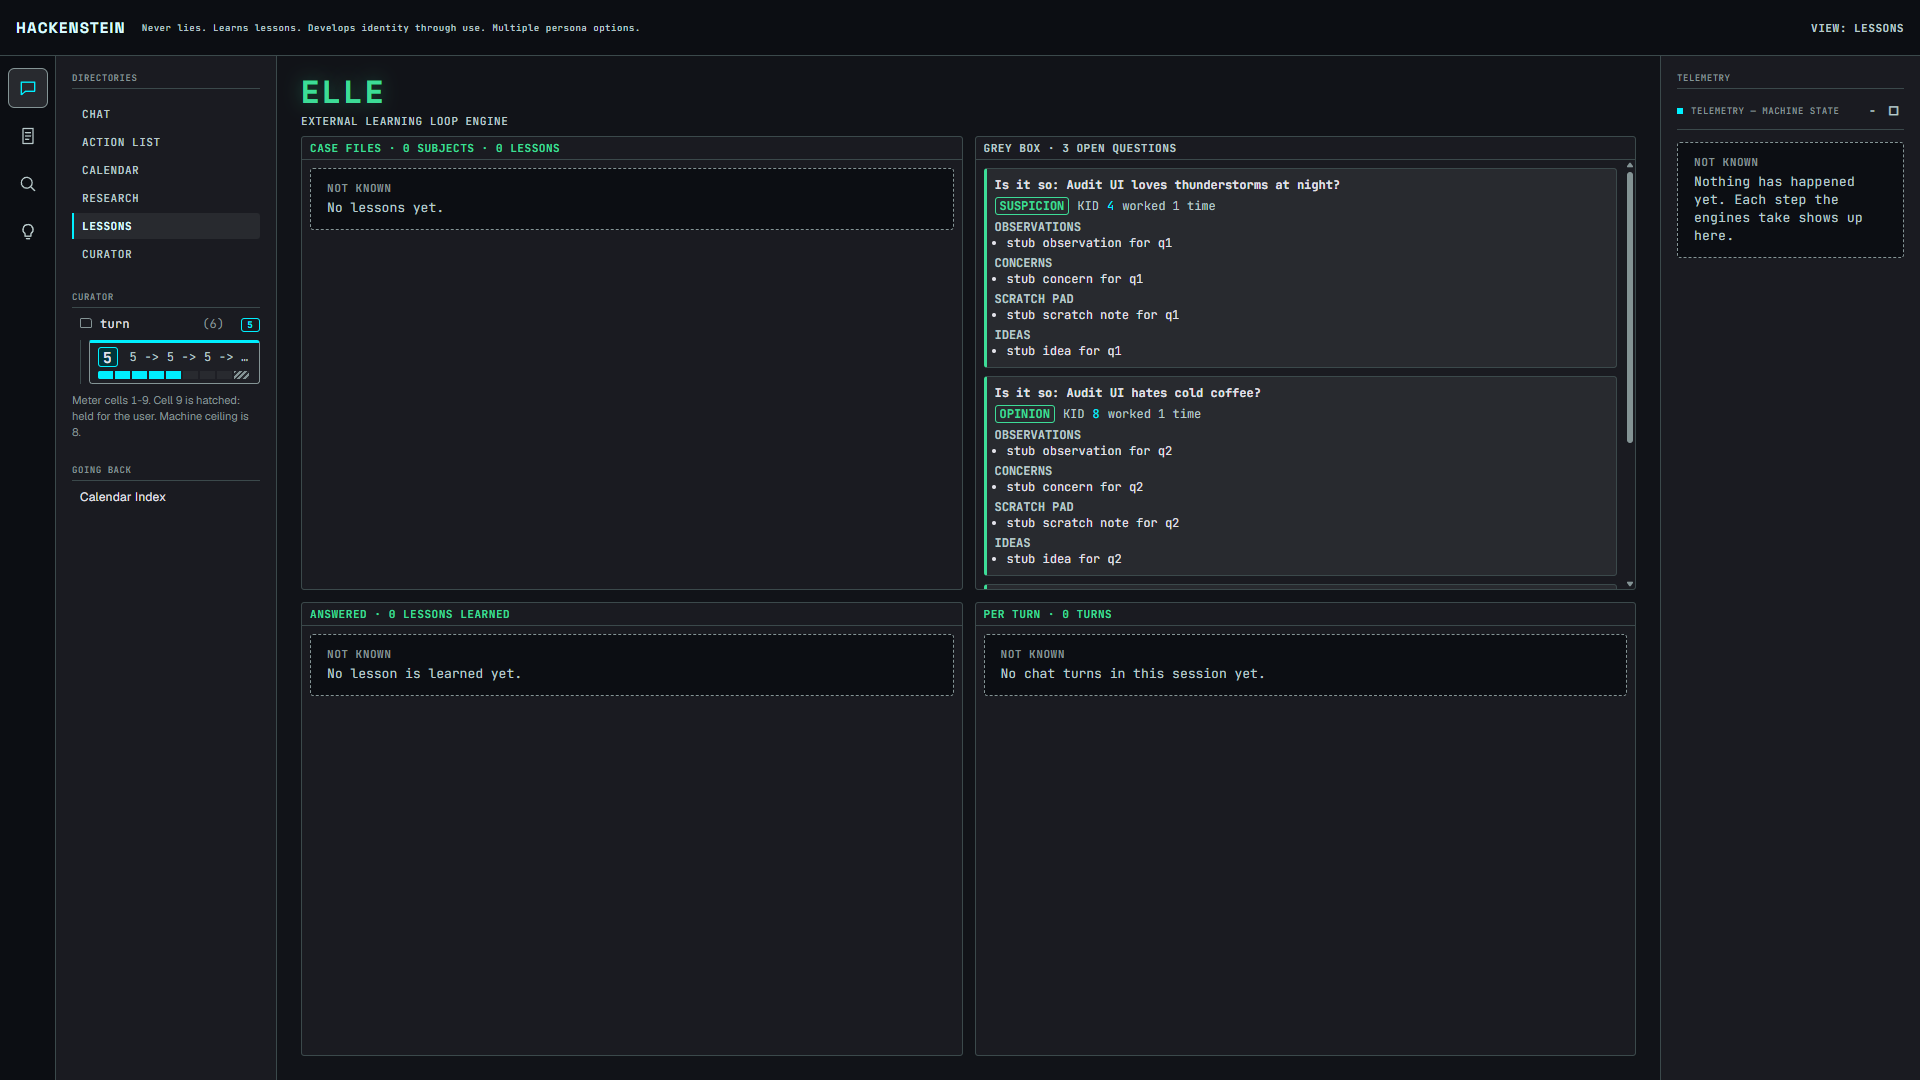 HACKENSTEIN
Never lies. Learns lessons. Develops identity through use. Multiple persona options.
VIEW: LESSONS
DIRECTORIES
CHAT
ACTION LIST
CALENDAR
RESEARCH
LESSONS
CURATOR
CURATOR
turn (6) 5
5 5 -> 5 -> 5 -> …
Meter cells 1-9. Cell 9 is hatched:
held for the user. Machine ceiling is
8.
GOING BACK
Calendar Index
ELLE
EXTERNAL LEARNING LOOP ENGINE
CASE FILES · 0 SUBJECTS · 0 LESSONS
NOT KNOWN
No lessons yet.
GREY BOX · 3 OPEN QUESTIONS
Is it so: Audit UI loves thunderstorms at night?
SUSPICION KID 4 worked 1 time
OBSERVATIONS
• stub observation for q1
CONCERNS
• stub concern for q1
SCRATCH PAD
• stub scratch note for q1
IDEAS
• stub idea for q1
Is it so: Audit UI hates cold coffee?
OPINION KID 8 worked 1 time
OBSERVATIONS
• stub observation for q2
CONCERNS
• stub concern for q2
SCRATCH PAD
• stub scratch note for q2
IDEAS
• stub idea for q2
ANSWERED · 0 LESSONS LEARNED
NOT KNOWN
No lesson is learned yet.
PER TURN · 0 TURNS
NOT KNOWN
No chat turns in this session yet.
TELEMETRY
TELEMETRY — MACHINE STATE -
NOT KNOWN
Nothing has happened
yet. Each step the
engines take shows up
here.